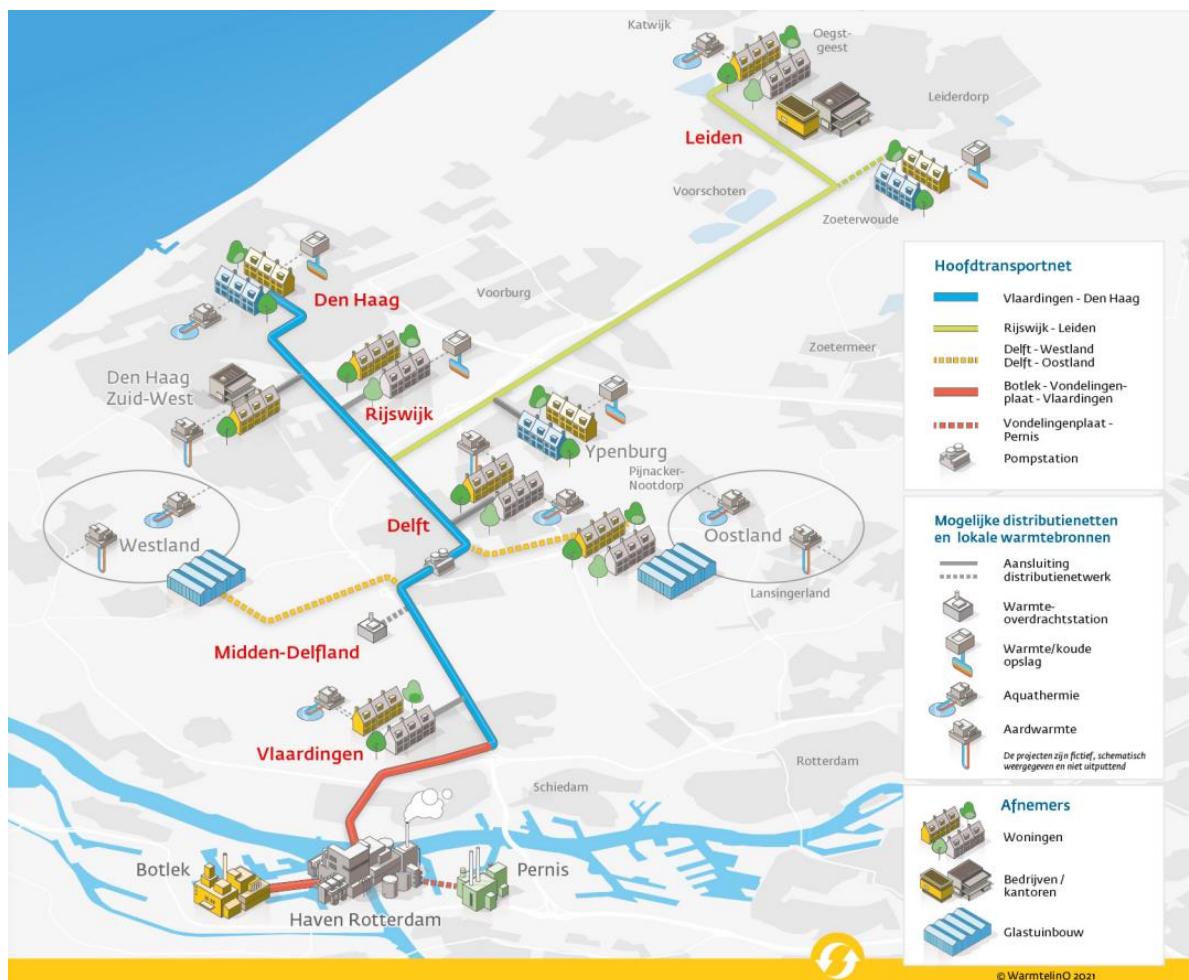 Katwijk
Oegst-
geest
Leiderdorp
Leiden
Voorschoten
Zoeterwoude
Den Haag
Voorburg
Zoetermeer
Den Haag
Zuid-West
Rijswijk
Ypenburg
Pijnacker-
Nootdorp
Delft
Westland
Oostland
Lansingerland
Midden-Delfland
Vlaardingen
Rotterdam
Schiedam
Botlek
Pernis
Haven Rotterdam
Hoofdtransportnet
Vlaardingen - Den Haag
Rijswijk - Leiden
Delft - Westland
Delft - Oostland
Botlek - Vondelingen-
plaat - Vlaardingen
Vondelingenplaat -
Pernis
Pompstation
Mogelijke distributienetten
en lokale warmtebronnen
Aansluiting
distributienetwerk
Warmte-
overdrachtstation
Warmte/koude
opslag
Aquathermie
Aardwarmte
De projecten zijn fictief, schematisch
weergegeven en niet uitputtend
Afnemers
Woningen
Bedrijven /
kantoren
Glastuinbouw
© WarmtelinQ 2021